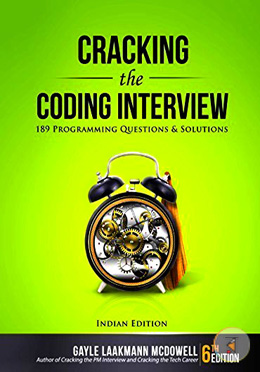 CRACKING
the
CODING INTERVIEW
189 PROGRAMMING QUESTIONS & SOLUTIONS
INDIAN EDITION
GAYLE LAAKMANN MCDOWELL 6TH EDITION
Author of Cracking the PM Interview and Cracking the Tech Career